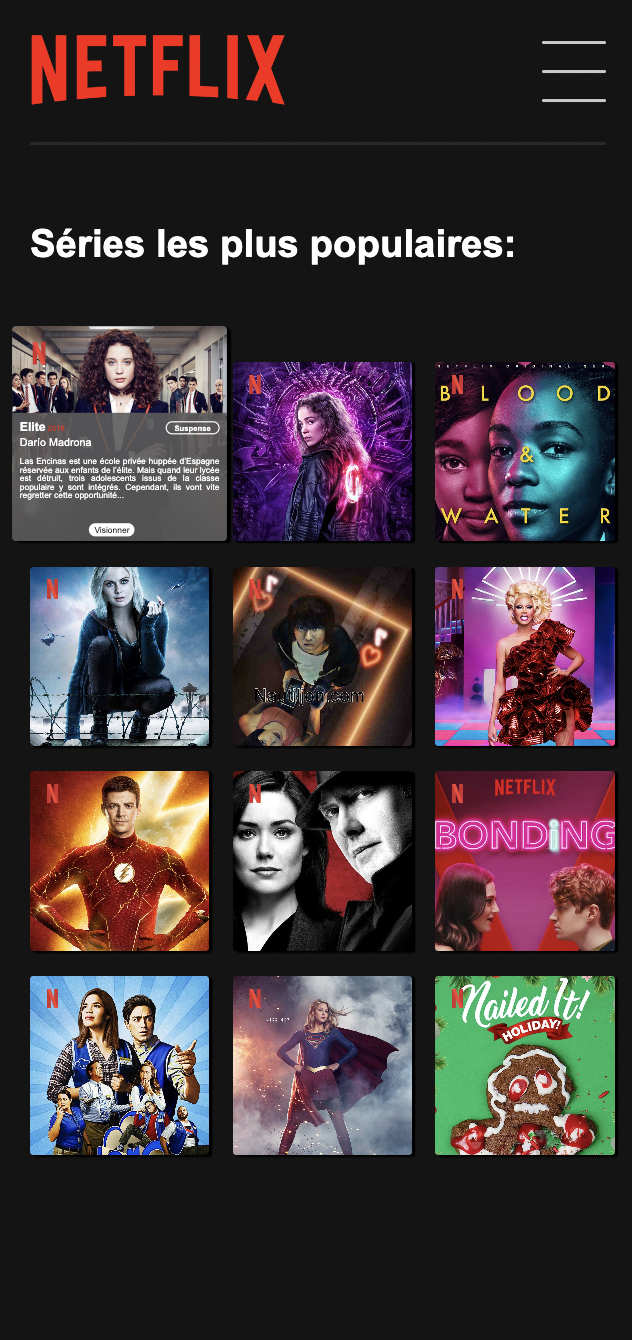 NETFLIX
Séries les plus populaires:
Elite 2019
Suspense
Darío Madrona
Las Encinas est une école privée huppée d'Espagne
réservée aux enfants de l'élite. Mais quand leur lycée
est détruit, trois adolescents issus de la classe
populaire y sont intégrés. Cependant, ils vont vite
regretter cette opportunité...
Visionner
N
N
N
BLOOD
&
WATER
N
N
Nautiljon.com
N
N
N
N
NETFLIX
BONDiNG
N
N
N
Nailed It!
HOLIDAY!